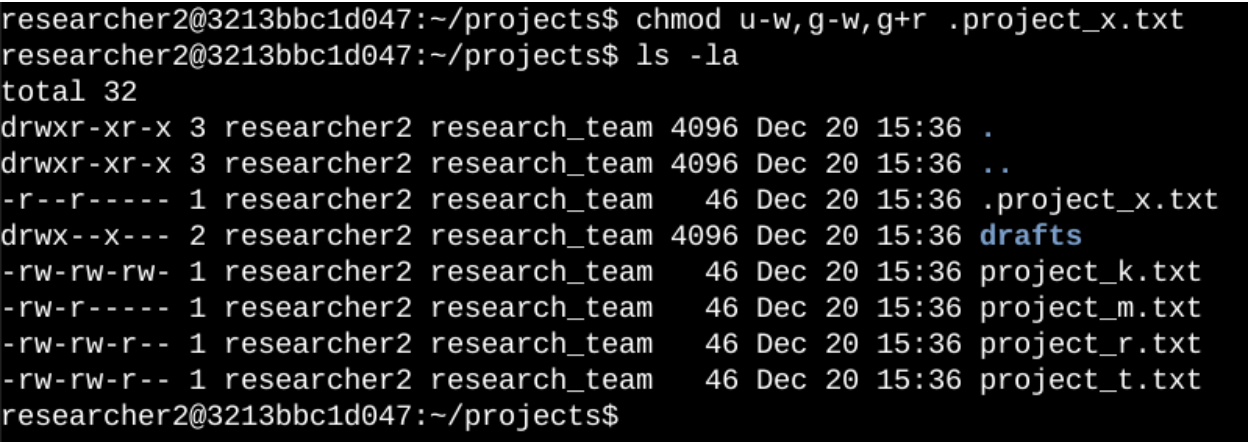 researcher2@3213bbc1d047:~/projects$ chmod u-w,g-w,g+r .project_x.txt
researcher2@3213bbc1d047:~/projects$ ls -la
total 32
drwxr-xr-x 3 researcher2 research_team 4096 Dec 20 15:36 .
drwxr-xr-x 3 researcher2 research_team 4096 Dec 20 15:36 ..
-r--r----- 1 researcher2 research_team   46 Dec 20 15:36 .project_x.txt
drwx--x--- 2 researcher2 research_team 4096 Dec 20 15:36 drafts
-rw-rw-rw- 1 researcher2 research_team   46 Dec 20 15:36 project_k.txt
-rw-r----- 1 researcher2 research_team   46 Dec 20 15:36 project_m.txt
-rw-rw-r-- 1 researcher2 research_team   46 Dec 20 15:36 project_r.txt
-rw-rw-r-- 1 researcher2 research_team   46 Dec 20 15:36 project_t.txt
researcher2@3213bbc1d047:~/projects$